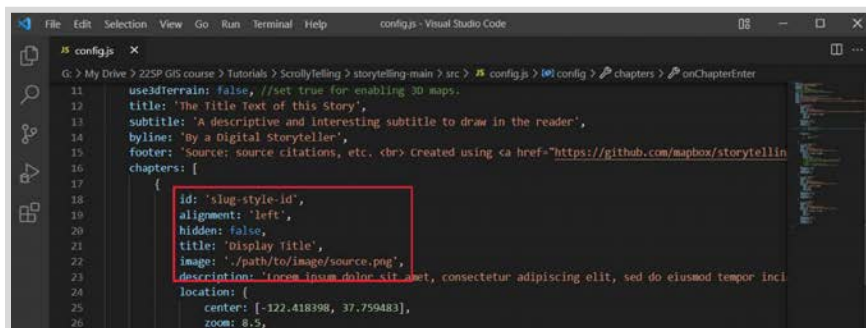 File Edit Selection View Go Run Terminal Help config.js - Visual Studio Code
JS config.js ×
G: > My Drive > 22SP GIS course > Tutorials > ScrollyTelling > storytelling-main > src > JS config.js > config > chapters > onChapterEnter
11 use3dTerrain: false, //set true for enabling 3D maps.
12 title: 'The Title Text of this Story',
13 subtitle: 'A descriptive and interesting subtitle to draw in the reader',
14 byline: 'By a Digital Storyteller',
15 footer: 'Source: source citations, etc. <br> Created using <a href="https://github.com/mapbox/storytellin
16 chapters: [
17 {
18 id: 'slug-style-id',
19 alignment: 'left',
20 hidden: false,
21 title: 'Display Title',
22 image: './path/to/image/source.png',
23 description: 'Lorem ipsum dolor sit amet, consectetur adipiscing elit, sed do eiusmod tempor inci
24 location: {
25 center: [-122.418398, 37.759483],
26 zoom: 8.5,